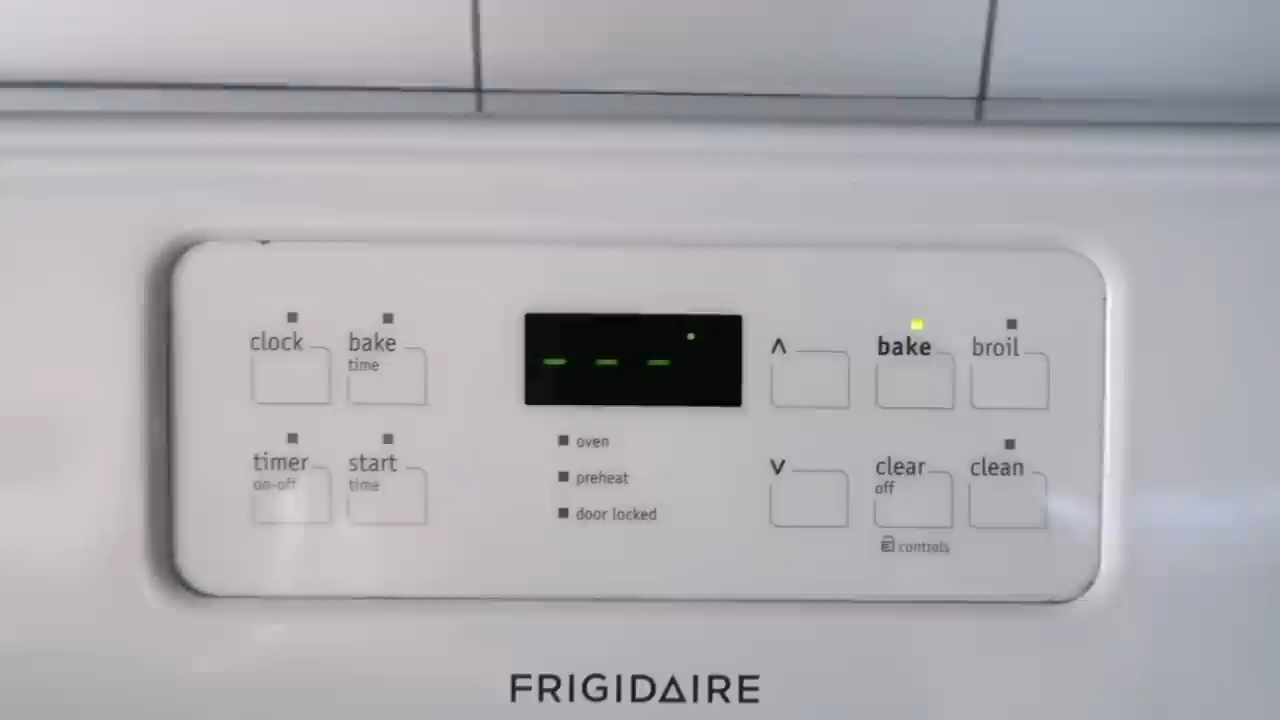 clock
bake
time
timer
on-off
start
time
- - - °
oven
preheat
door locked
ʌ
v
bake
broil
clear
off
clean
controls
FRIGIDAIRE